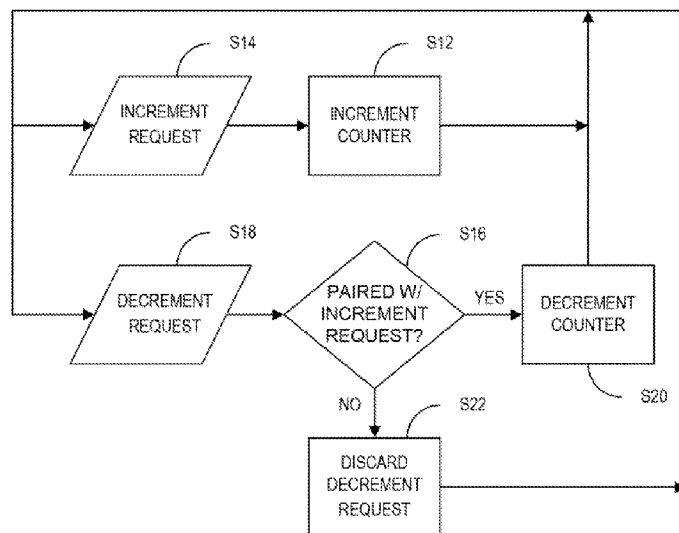 S14
S12
INCREMENT
REQUEST
INCREMENT
COUNTER
S18
S16
DECREMENT
REQUEST
PAIRED W/
INCREMENT
REQUEST?
YES
DECREMENT
COUNTER
S20
NO
S22
DISCARD
DECREMENT
REQUEST